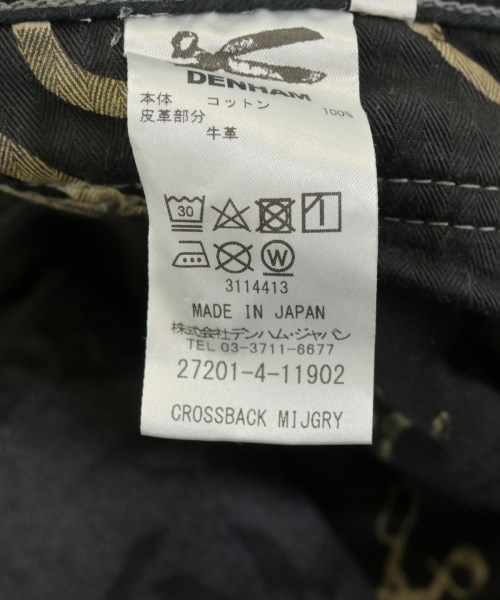 DENHAM
本体 コットン 100%
皮革部分
牛革
30
W
3114413
MADE IN JAPAN
株式会社デンハム・ジャパン
TEL 03-3711-6677
27201-4-11902
CROSSBACK MIJGRY